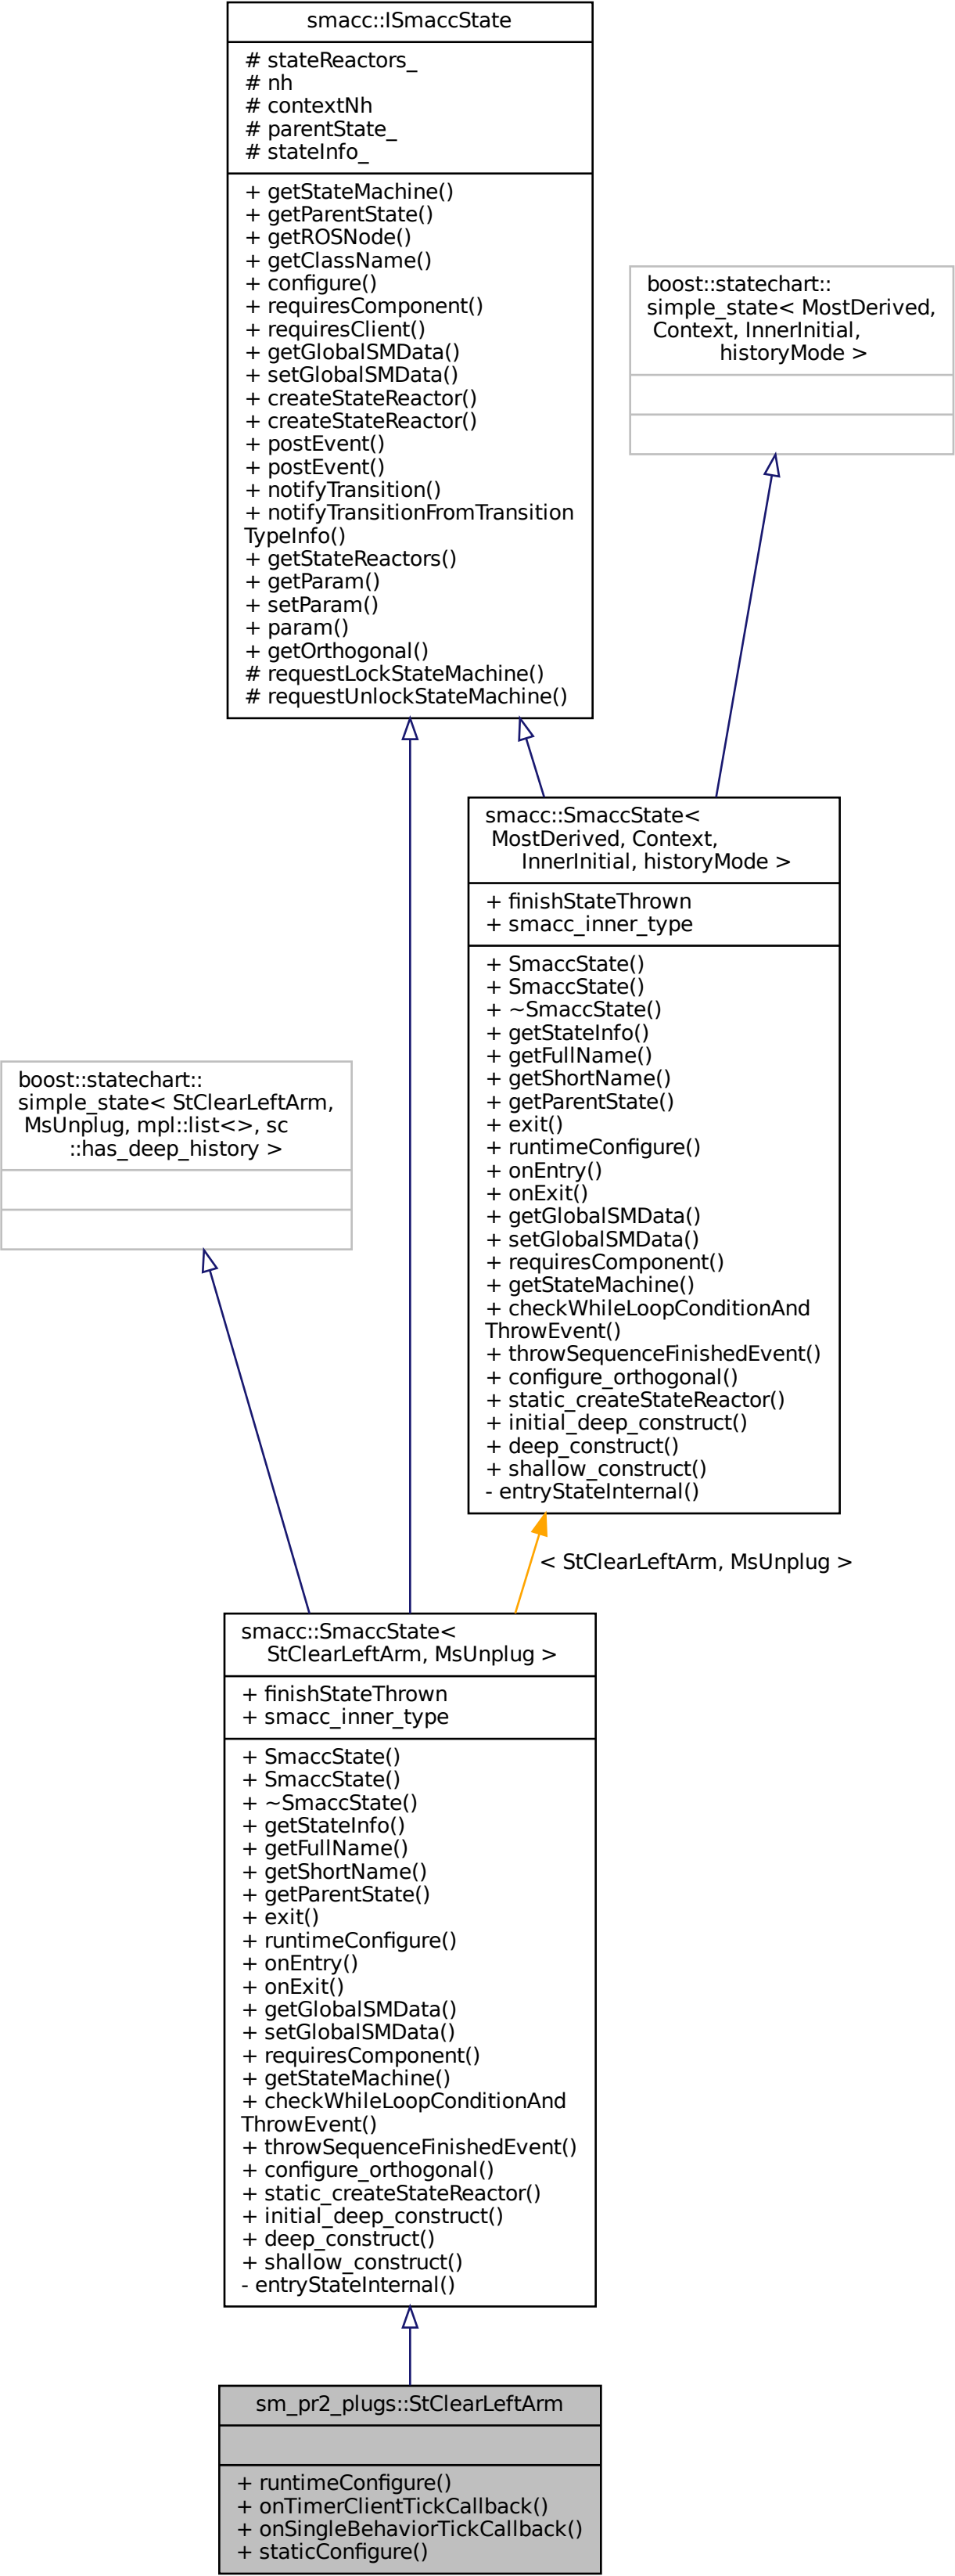 smacc::ISmaccState
# stateReactors_
# nh
# contextNh
# parentState_
# stateInfo_
+ getStateMachine()
+ getParentState()
+ getROSNode()
+ getClassName()
+ configure()
+ requiresComponent()
+ requiresClient()
+ getGlobalSMData()
+ setGlobalSMData()
+ createStateReactor()
+ createStateReactor()
+ postEvent()
+ postEvent()
+ notifyTransition()
+ notifyTransitionFromTransition
TypeInfo()
+ getStateReactors()
+ getParam()
+ setParam()
+ param()
+ getOrthogonal()
# requestLockStateMachine()
# requestUnlockStateMachine()
boost::statechart::
simple_state< MostDerived,
Context, InnerInitial,
historyMode >
smacc::SmaccState<
MostDerived, Context,
InnerInitial, historyMode >
+ finishStateThrown
+ smacc_inner_type
+ SmaccState()
+ SmaccState()
+ ~SmaccState()
+ getStateInfo()
+ getFullName()
+ getShortName()
+ getParentState()
+ exit()
+ runtimeConfigure()
+ onEntry()
+ onExit()
+ getGlobalSMData()
+ setGlobalSMData()
+ requiresComponent()
+ getStateMachine()
+ checkWhileLoopConditionAnd
ThrowEvent()
+ throwSequenceFinishedEvent()
+ configure_orthogonal()
+ static_createStateReactor()
+ initial_deep_construct()
+ deep_construct()
+ shallow_construct()
- entryStateInternal()
boost::statechart::
simple_state< StClearLeftArm,
MsUnplug, mpl::list<>, sc
::has_deep_history >
< StClearLeftArm, MsUnplug >
smacc::SmaccState<
StClearLeftArm, MsUnplug >
+ finishStateThrown
+ smacc_inner_type
+ SmaccState()
+ SmaccState()
+ ~SmaccState()
+ getStateInfo()
+ getFullName()
+ getShortName()
+ getParentState()
+ exit()
+ runtimeConfigure()
+ onEntry()
+ onExit()
+ getGlobalSMData()
+ setGlobalSMData()
+ requiresComponent()
+ getStateMachine()
+ checkWhileLoopConditionAnd
ThrowEvent()
+ throwSequenceFinishedEvent()
+ configure_orthogonal()
+ static_createStateReactor()
+ initial_deep_construct()
+ deep_construct()
+ shallow_construct()
- entryStateInternal()
sm_pr2_plugs::StClearLeftArm
+ runtimeConfigure()
+ onTimerClientTickCallback()
+ onSingleBehaviorTickCallback()
+ staticConfigure()